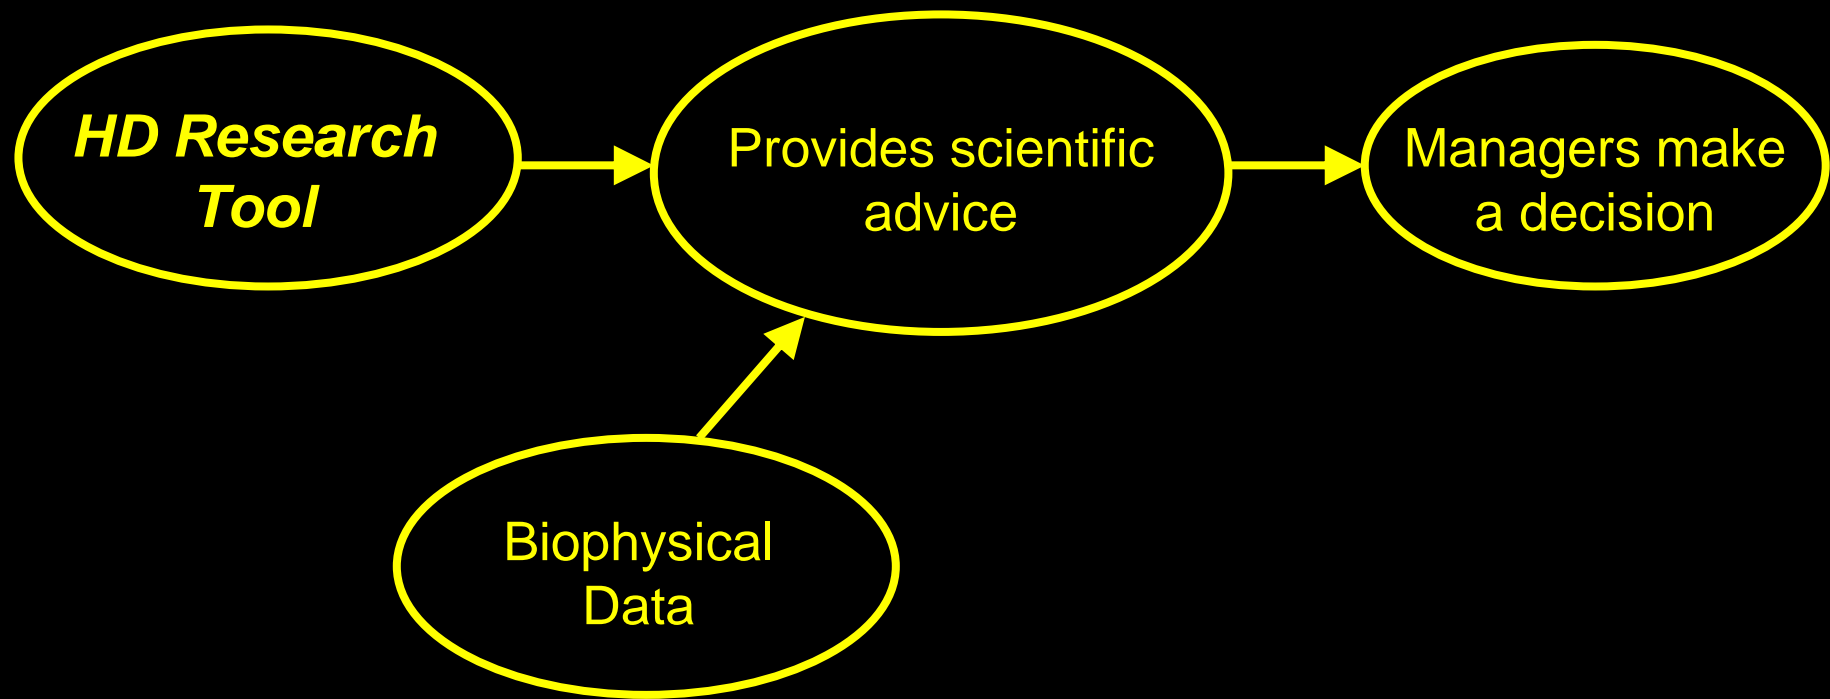 HD Research
Tool
Provides scientific
advice
Managers make
a decision
Biophysical
Data